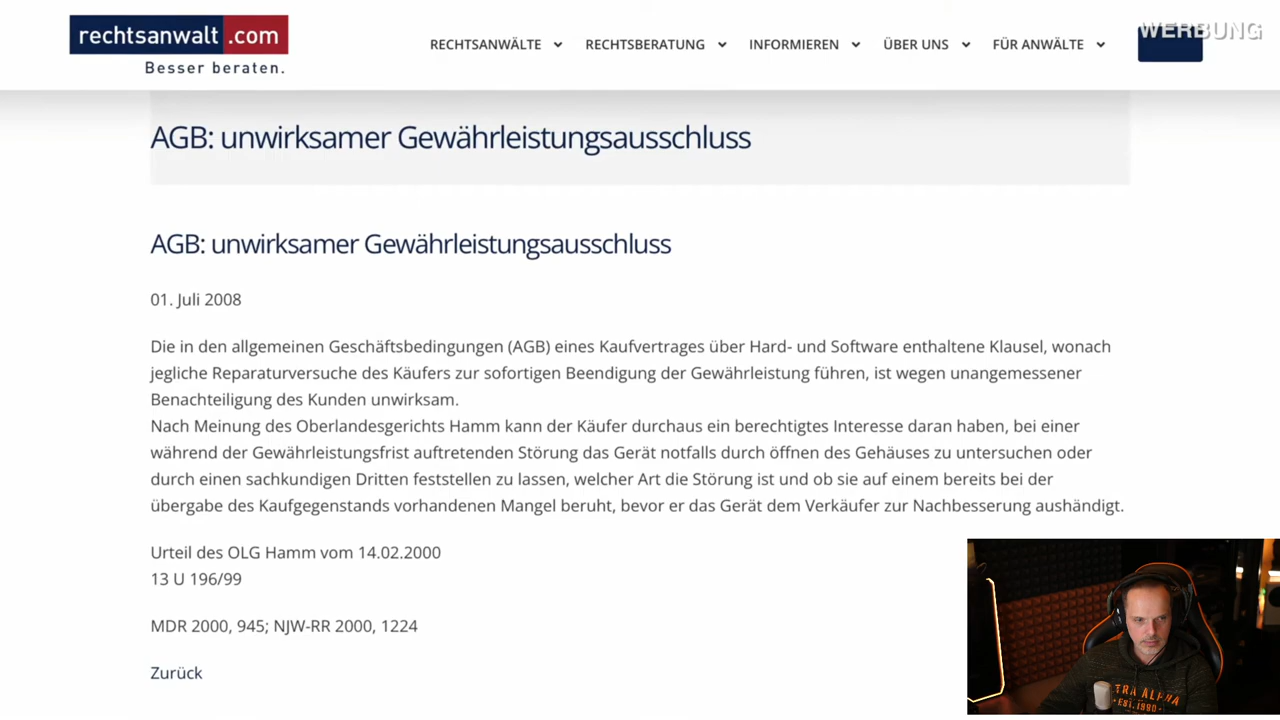 rechtsanwalt.com
Besser beraten.
RECHTSANWÄLTE RECHTSBERATUNG INFORMIEREN ÜBER UNS FÜR ANWÄLTE
WERBUNG
AGB: unwirksamer Gewährleistungsausschluss
AGB: unwirksamer Gewährleistungsausschluss
01. Juli 2008
Die in den allgemeinen Geschäftsbedingungen (AGB) eines Kaufvertrages über Hard- und Software enthaltene Klausel, wonach
jegliche Reparaturversuche des Käufers zur sofortigen Beendigung der Gewährleistung führen, ist wegen unangemessener
Benachteiligung des Kunden unwirksam.
Nach Meinung des Oberlandesgerichts Hamm kann der Käufer durchaus ein berechtigtes Interesse daran haben, bei einer
während der Gewährleistungsfrist auftretenden Störung das Gerät notfalls durch öffnen des Gehäuses zu untersuchen oder
durch einen sachkundigen Dritten feststellen zu lassen, welcher Art die Störung ist und ob sie auf einem bereits bei der
übergabe des Kaufgegenstands vorhandenen Mangel beruht, bevor er das Gerät dem Verkäufer zur Nachbesserung aushändigt.
Urteil des OLG Hamm vom 14.02.2000
13 U 196/99
MDR 2000, 945; NJW-RR 2000, 1224
Zurück
TRA ALPHA
EST.1990